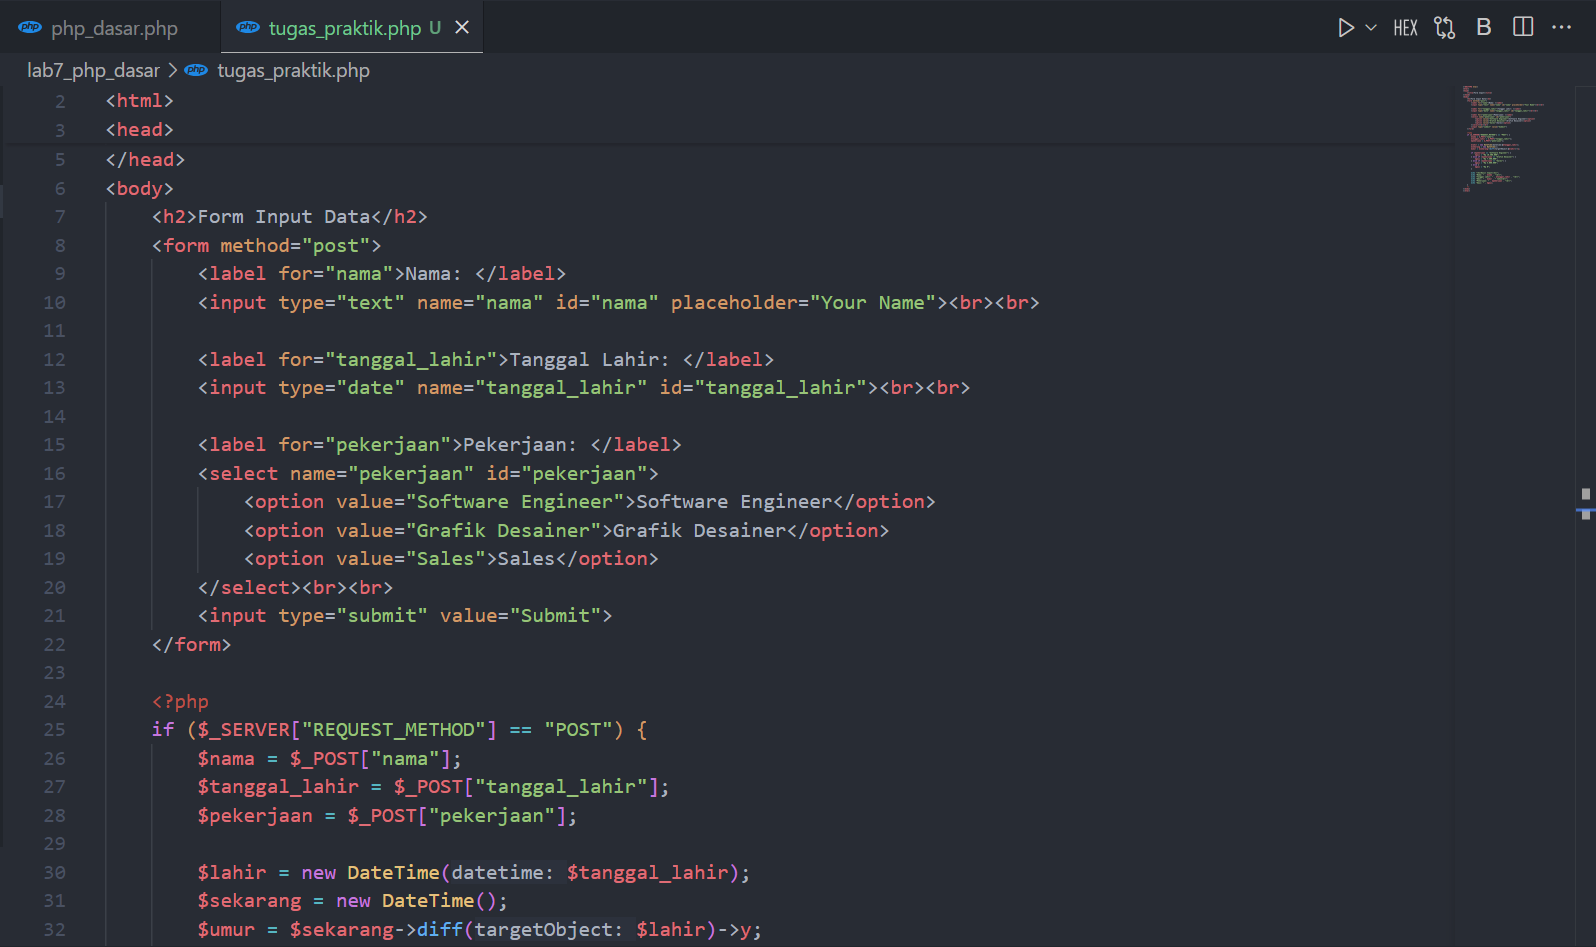 php php_dasar.php
php tugas_praktik.php U
HEX
B
lab7_php_dasar > php tugas_praktik.php
2 <html>
3 <head>
5 </head>
6 <body>
7 <h2>Form Input Data</h2>
8 <form method="post">
9 <label for="nama">Nama: </label>
10 <input type="text" name="nama" id="nama" placeholder="Your Name"><br><br>
11
12 <label for="tanggal_lahir">Tanggal Lahir: </label>
13 <input type="date" name="tanggal_lahir" id="tanggal_lahir"><br><br>
14
15 <label for="pekerjaan">Pekerjaan: </label>
16 <select name="pekerjaan" id="pekerjaan">
17 <option value="Software Engineer">Software Engineer</option>
18 <option value="Grafik Desainer">Grafik Desainer</option>
19 <option value="Sales">Sales</option>
20 </select><br><br>
21 <input type="submit" value="Submit">
22 </form>
23
24 <?php
25 if ($_SERVER["REQUEST_METHOD"] == "POST") {
26 $nama = $_POST["nama"];
27 $tanggal_lahir = $_POST["tanggal_lahir"];
28 $pekerjaan = $_POST["pekerjaan"];
29
30 $lahir = new DateTime(datetime: $tanggal_lahir);
31 $sekarang = new DateTime();
32 $umur = $sekarang->diff(targetObject: $lahir)->y;